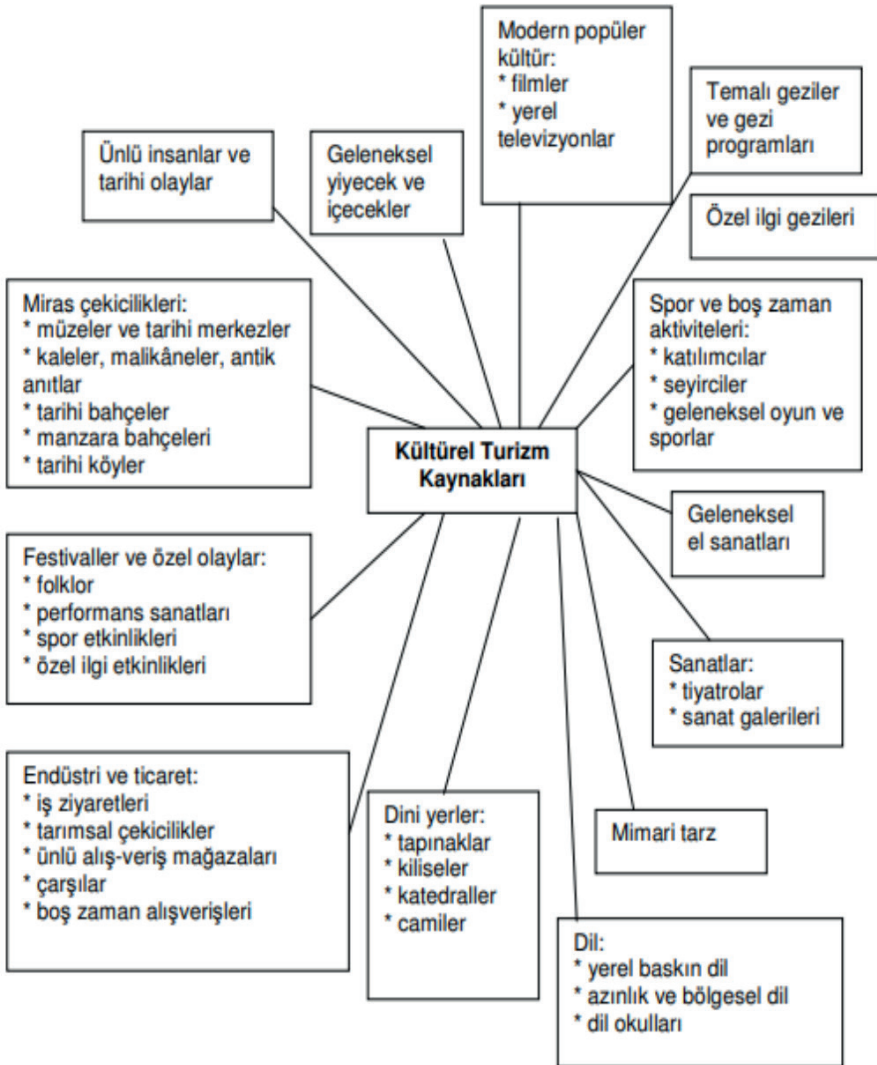 Modern popüler
kültür:
* filmler
* yerel
televizyonlar
Temalı geziler
ve gezi
programları
Ünlü insanlar ve
tarihi olaylar
Geleneksel
yiyecek ve
içecekler
Özel ilgi gezileri
Miras çekicilikleri:
* müzeler ve tarihi merkezler
* kaleler, malikâneler, antik
anıtlar
* tarihi bahçeler
* manzara bahçeleri
* tarihi köyler
Spor ve boş zaman
aktiviteleri:
* katılımcılar
* seyirciler
* geleneksel oyun ve
sporlar
Kültürel Turizm
Kaynakları
Geleneksel
el sanatları
Festivaller ve özel olaylar:
* folklor
* performans sanatları
* spor etkinlikleri
* özel ilgi etkinlikleri
Sanatlar:
* tiyatrolar
* sanat galerileri
Endüstri ve ticaret:
* iş ziyaretleri
* tarımsal çekicilikler
* ünlü alış-veriş mağazaları
* çarşılar
* boş zaman alışverişleri
Dini yerler:
* tapınaklar
* kiliseler
* katedraller
* camiler
Mimari tarz
Dil:
* yerel baskın dil
* azınlık ve bölgesel dil
* dil okulları